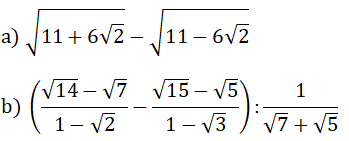 a) √(11 + 6√2) − √(11 − 6√2)
b) ((√14 − √7)/(1 − √2) − (√15 − √5)/(1 − √3)) : 1/(√7 + √5)